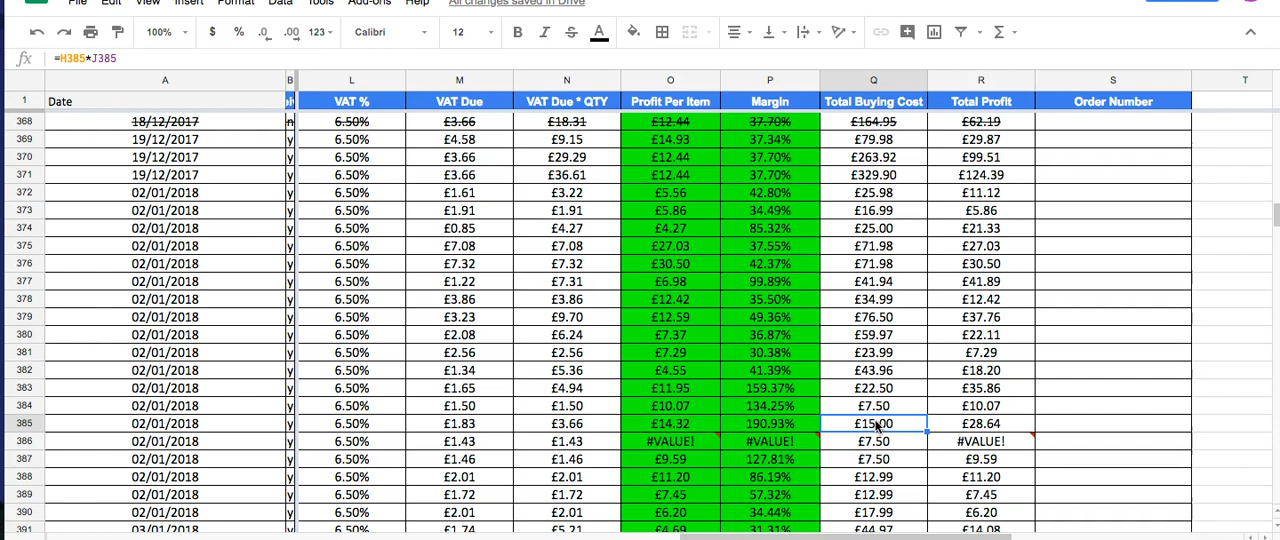 File Edit View Insert Format Data Tools Add-ons Help All changes saved in Drive
100% $ % .0 .00 123 Calibri 12 B I S A
fx =H385*J385
A B L M N O P Q R S T
1 Date VAT % VAT Due VAT Due * QTY Profit Per Item Margin Total Buying Cost Total Profit Order Number
368 18/12/2017 n 6.50% £3.66 £18.31 £12.44 37.70% £164.95 £62.19
369 19/12/2017 y 6.50% £4.58 £9.15 £14.93 37.34% £79.98 £29.87
370 19/12/2017 y 6.50% £3.66 £29.29 £12.44 37.70% £263.92 £99.51
371 19/12/2017 y 6.50% £3.66 £36.61 £12.44 37.70% £329.90 £124.39
372 02/01/2018 y 6.50% £1.61 £3.22 £5.56 42.80% £25.98 £11.12
373 02/01/2018 y 6.50% £1.91 £1.91 £5.86 34.49% £16.99 £5.86
374 02/01/2018 y 6.50% £0.85 £4.27 £4.27 85.32% £25.00 £21.33
375 02/01/2018 y 6.50% £7.08 £7.08 £27.03 37.55% £71.98 £27.03
376 02/01/2018 y 6.50% £7.32 £7.32 £30.50 42.37% £71.98 £30.50
377 02/01/2018 y 6.50% £1.22 £7.31 £6.98 99.89% £41.94 £41.89
378 02/01/2018 y 6.50% £3.86 £3.86 £12.42 35.50% £34.99 £12.42
379 02/01/2018 y 6.50% £3.23 £9.70 £12.59 49.36% £76.50 £37.76
380 02/01/2018 y 6.50% £2.08 £6.24 £7.37 36.87% £59.97 £22.11
381 02/01/2018 y 6.50% £2.56 £2.56 £7.29 30.38% £23.99 £7.29
382 02/01/2018 y 6.50% £1.34 £5.36 £4.55 41.39% £43.96 £18.20
383 02/01/2018 y 6.50% £1.65 £4.94 £11.95 159.37% £22.50 £35.86
384 02/01/2018 y 6.50% £1.50 £1.50 £10.07 134.25% £7.50 £10.07
385 02/01/2018 y 6.50% £1.83 £3.66 £14.32 190.93% £15.00 £28.64
386 02/01/2018 y 6.50% £1.43 £1.43 #VALUE! #VALUE! £7.50 #VALUE!
387 02/01/2018 y 6.50% £1.46 £1.46 £9.59 127.81% £7.50 £9.59
388 02/01/2018 y 6.50% £2.01 £2.01 £11.20 86.19% £12.99 £11.20
389 02/01/2018 y 6.50% £1.72 £1.72 £7.45 57.32% £12.99 £7.45
390 02/01/2018 y 6.50% £2.01 £2.01 £6.20 34.44% £17.99 £6.20
391 03/01/2018 y 6.50% £1.74 £5.21 £4.69 31.31% £44.97 £14.08